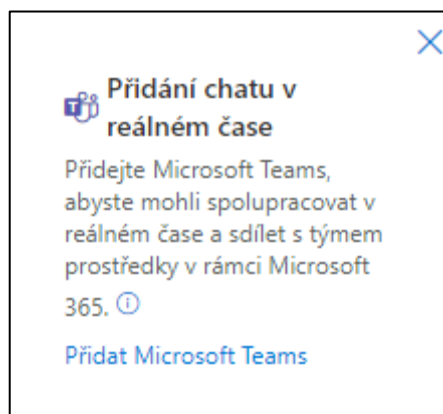 Přidání chatu v
reálném čase
Přidejte Microsoft Teams,
abyste mohli spolupracovat v
reálném čase a sdílet s týmem
prostředky v rámci Microsoft
365.
Přidat Microsoft Teams